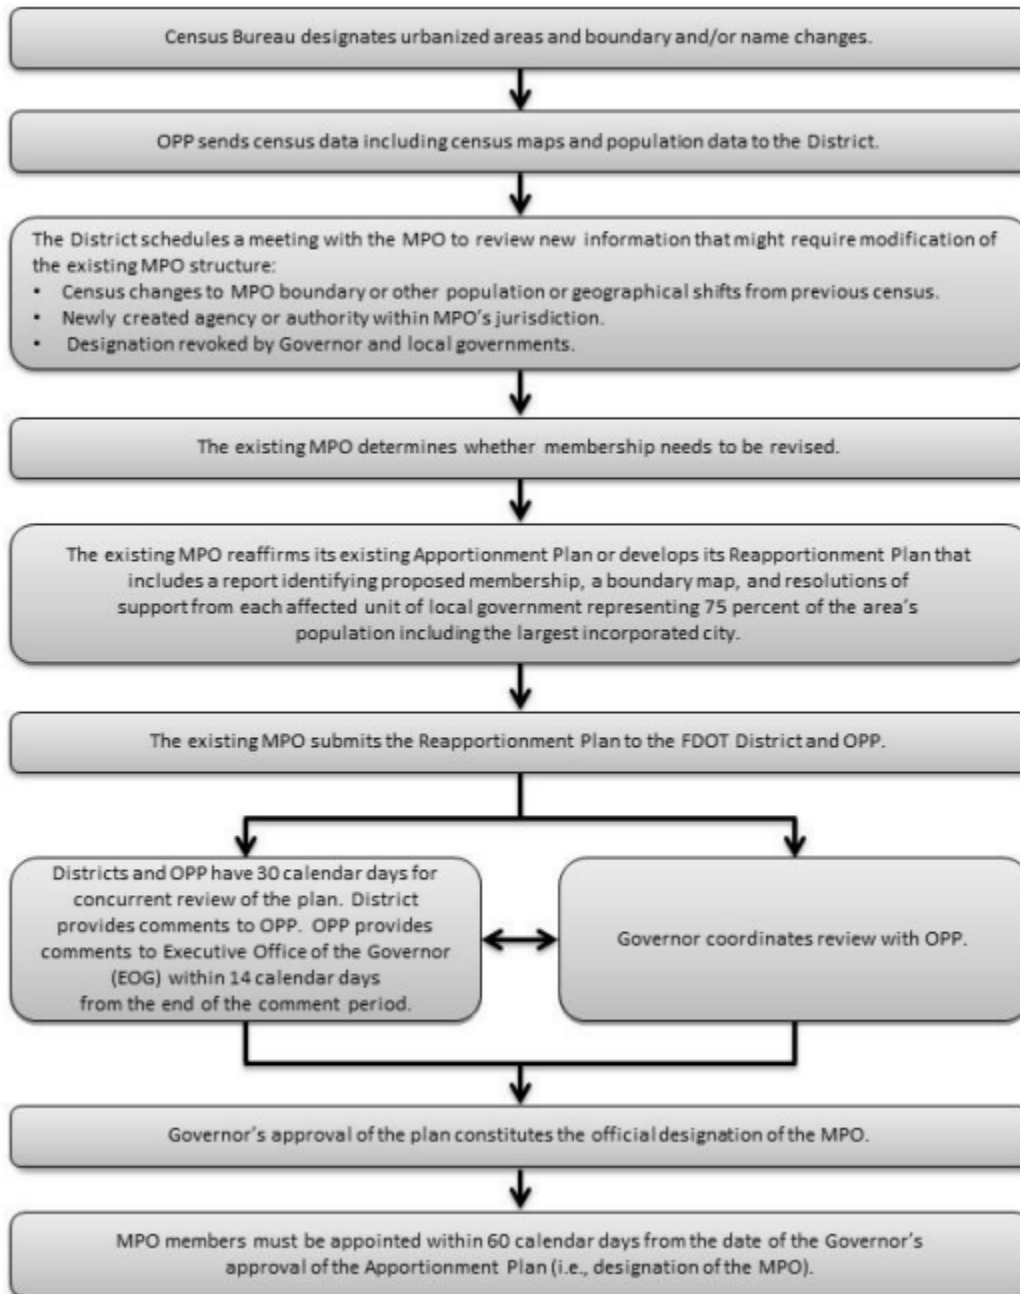 Census Bureau designates urbanized areas and boundary and/or name changes.
OPP sends census data including census maps and population data to the District.
The District schedules a meeting with the MPO to review new information that might require modification of
the existing MPO structure:
• Census changes to MPO boundary or other population or geographical shifts from previous census.
• Newly created agency or authority within MPO's jurisdiction.
• Designation revoked by Governor and local governments.
The existing MPO determines whether membership needs to be revised.
The existing MPO reaffirms its existing Apportionment Plan or develops its Reapportionment Plan that
includes a report identifying proposed membership, a boundary map, and resolutions of
support from each affected unit of local government representing 75 percent of the area's
population including the largest incorporated city.
The existing MPO submits the Reapportionment Plan to the FDOT District and OPP.
Districts and OPP have 30 calendar days for
concurrent review of the plan. District
provides comments to OPP. OPP provides
comments to Executive Office of the Governor
(EOG) within 14 calendar days
from the end of the comment period.
Governor coordinates review with OPP.
Governor's approval of the plan constitutes the official designation of the MPO.
MPO members must be appointed within 60 calendar days from the date of the Governor's
approval of the Apportionment Plan (i.e., designation of the MPO).